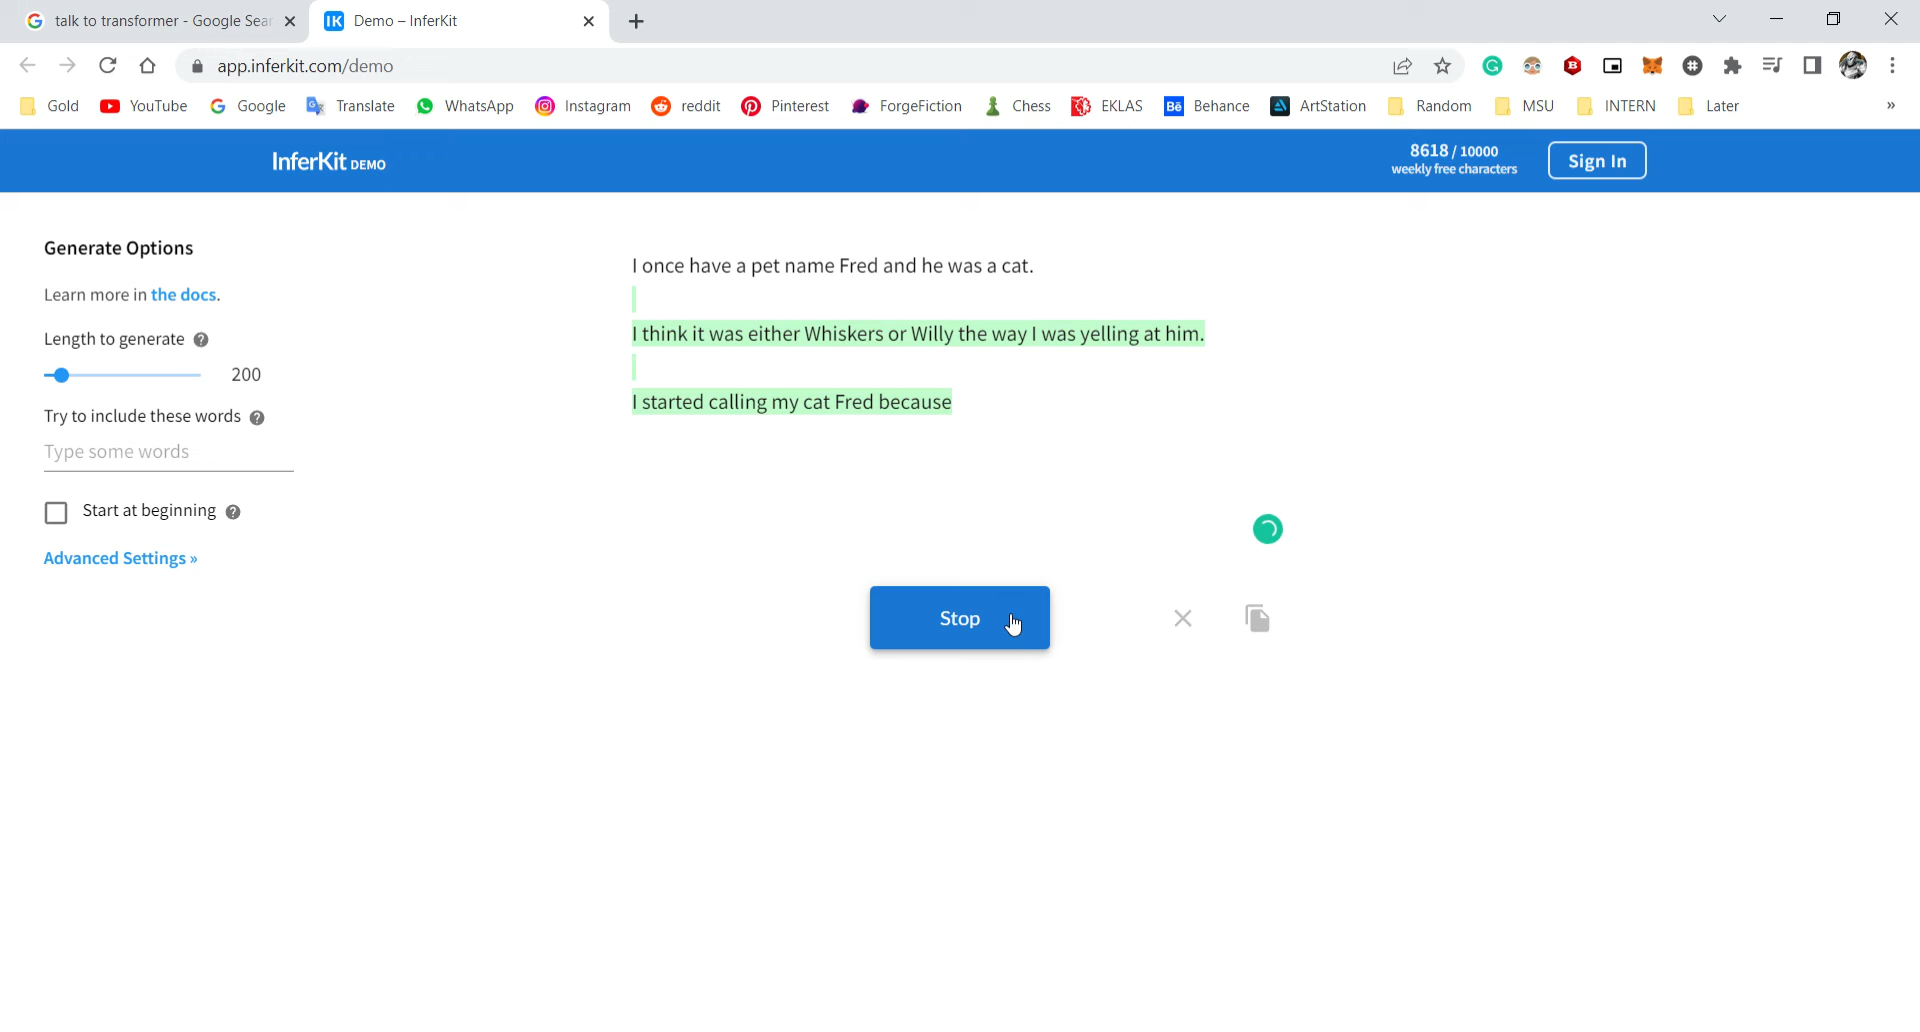 talk to transformer - Google Sear
IK Demo – InferKit
app.inferkit.com/demo
Gold YouTube Google Translate WhatsApp Instagram reddit Pinterest ForgeFiction Chess EKLAS Bē Behance ArtStation Random MSU INTERN Later »
InferKit DEMO
8618 / 10000
weekly free characters
Sign In
Generate Options
Learn more in the docs.
Length to generate ?
200
Try to include these words ?
Type some words
Start at beginning ?
Advanced Settings »
I once have a pet name Fred and he was a cat.
I think it was either Whiskers or Willy the way I was yelling at him.
I started calling my cat Fred because
Stop